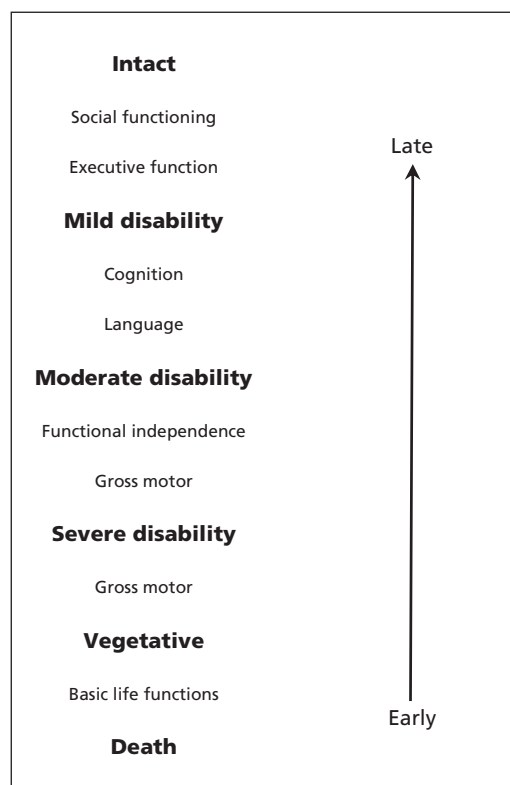 Intact
Social functioning
Executive function
Mild disability
Cognition
Language
Moderate disability
Functional independence
Gross motor
Severe disability
Gross motor
Vegetative
Basic life functions
Death
Late
Early